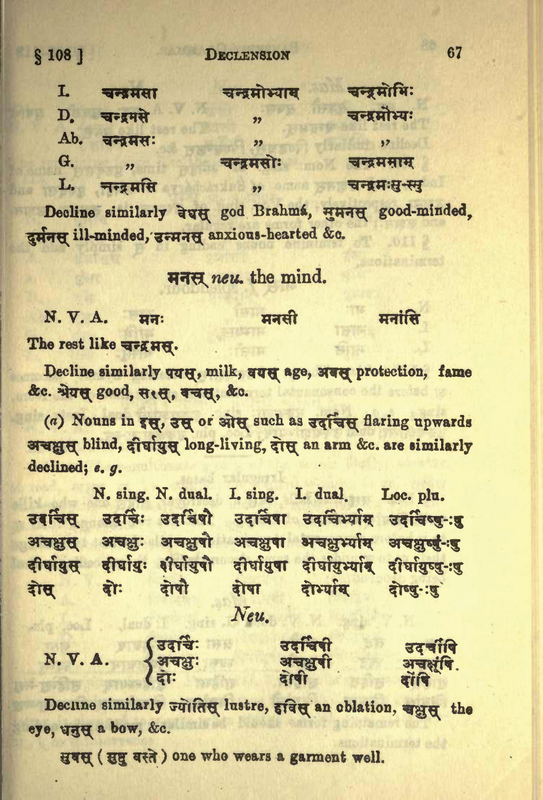 § 108 ] DECLENSION 67
I. चन्द्रमसा चन्द्रमोभ्याम् चन्द्रमोभिः
D. चन्द्रमसे „ चन्द्रमोभ्यः
Ab. चन्द्रमसः „ „
G. „ चन्द्रमसोः चन्द्रमसाम्
L. चन्द्रमसि „ चन्द्रमःसु-स्सु
Decline similarly वेधस् god Brahmá, सुमनस् good-minded,
दुर्मनस् ill-minded, उन्मनस् anxious-hearted &c.
मनस् neu. the mind.
N. V. A. मनः मनसी मनांसि
The rest like चन्द्रमस्.
Decline similarly पयस्, milk, वयस् age, अवस् protection, fame
&c. श्रेयस् good, सरस्, वचस्, &c.
(a) Nouns in इस्, उस् or ओस् such as उदर्चिस् flaring upwards
अचक्षुस् blind, दीर्घायुस् long-living, दोस् an arm &c. are similarly
declined; e. g.
N. sing. N. dual. I. sing. I. dual. Loc. plu.
उदर्चिस् उदर्चिः उदर्चिषौ उदर्चिषा उदर्चिर्भ्याम् उदर्चिष्षु-:षु
अचक्षुस् अचक्षुः अचक्षुषौ अचक्षुषा अचक्षुर्भ्याम् अचक्षुष्षु-:षु
दीर्घायुस् दीर्घायुः दीर्घायुषौ दीर्घायुषा दीर्घायुर्भ्याम् दीर्घायुष्षु-:षु
दोस् दोः दोषौ दोषा दोर्भ्याम् दोष्षु-:षु
Neu.
उदर्चिः उदर्चिषी उदर्चींषि
N. V. A. अचक्षुः अचक्षुषी अचक्षूंषि
दोः दोषी दोंषि
Decline similarly ज्योतिस् lustre, हविस् an oblation, चक्षुस् the
eye, धनुस् a bow, &c.
सुवस् ( सुष्ठु वस्ते ) one who wears a garment well.